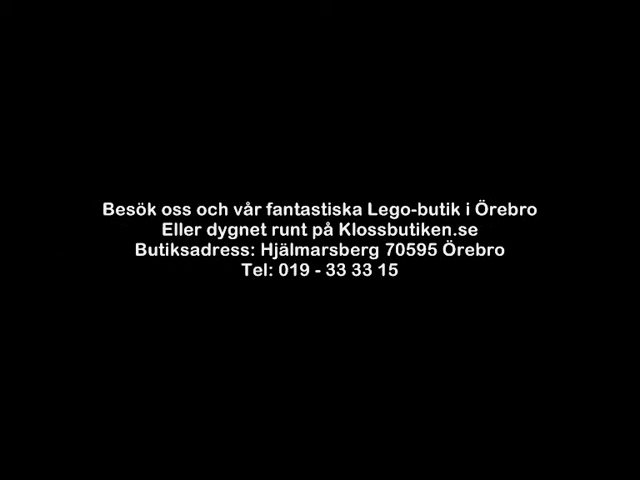 Besök oss och vår fantastiska Lego-butik i Örebro
Eller dygnet runt på Klossbutiken.se
Butiksadress: Hjälmarsberg 70595 Örebro
Tel: 019 - 33 33 15